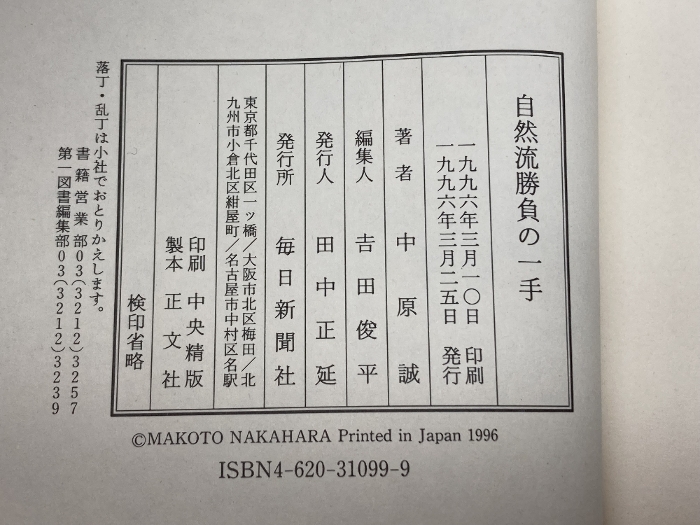 自然流勝負の一手
一九九六年三月一〇日 印刷
一九九六年三月二五日 発行
著者 中原 誠
編集人 吉田俊平
発行人 田中正延
発行所 毎日新聞社
東京都千代田区一ッ橋/大阪市北区梅田/北
九州市小倉北区紺屋町/名古屋市中村区名駅
印刷 中央精版
製本 正文社
検印省略
落丁・乱丁は小社でおとりかえします。
書籍営業部03(3212)3257
第一図書編集部03(3212)3239
©MAKOTO NAKAHARA Printed in Japan 1996
ISBN4-620-31099-9